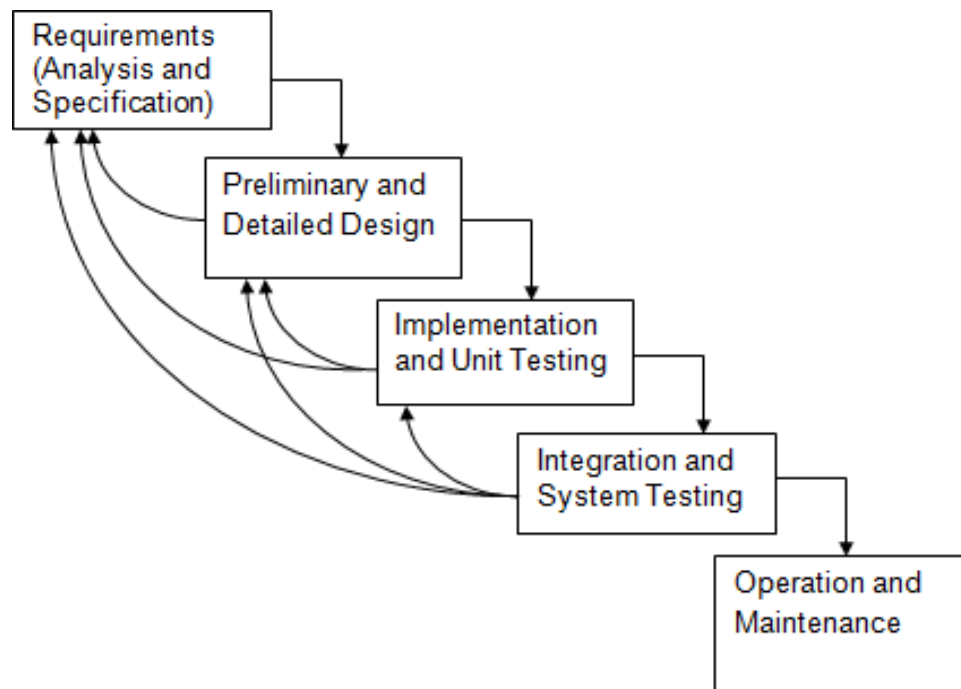 Requirements
(Analysis and
Specification)
Preliminary and
Detailed Design
Implementation
and Unit Testing
Integration and
System Testing
Operation and
Maintenance